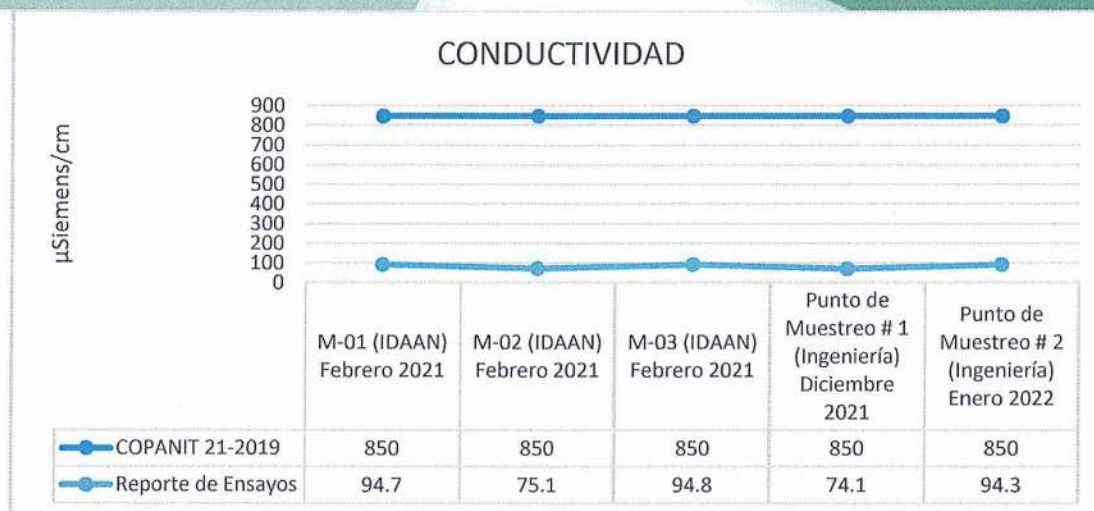 CONDUCTIVIDAD
µSiemens/cm
900
800
700
600
500
400
300
200
100
0
M-01 (IDAAN)
Febrero 2021
M-02 (IDAAN)
Febrero 2021
M-03 (IDAAN)
Febrero 2021
Punto de
Muestreo # 1
(Ingeniería)
Diciembre
2021
Punto de
Muestreo # 2
(Ingeniería)
Enero 2022
COPANIT 21-2019 850 850 850 850 850
Reporte de Ensayos 94.7 75.1 94.8 74.1 94.3